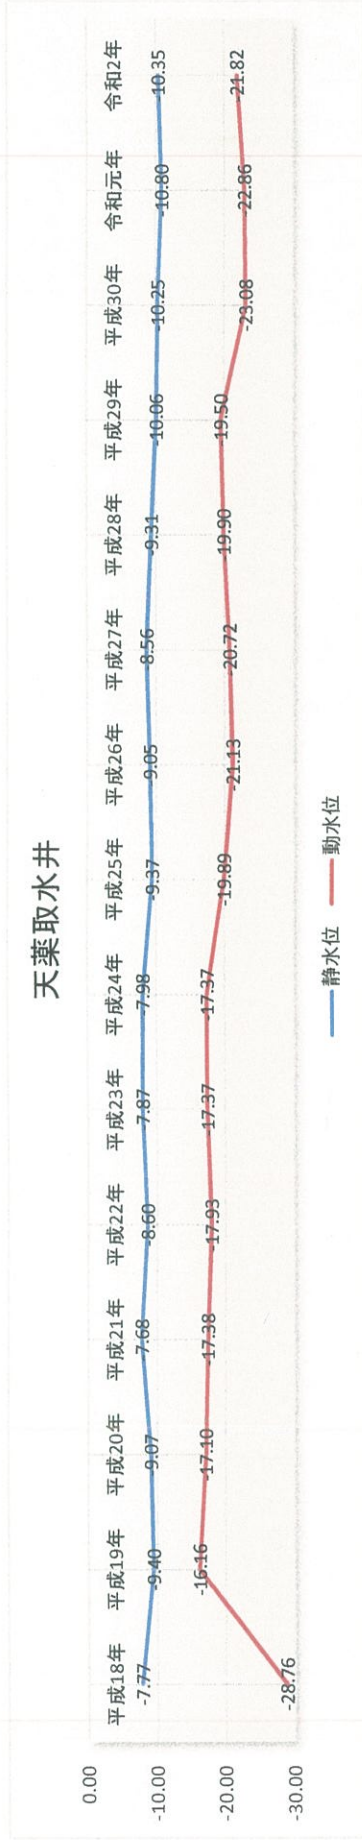 天薬取水井
平成18年 平成19年 平成20年 平成21年 平成22年 平成23年 平成24年 平成25年 平成26年 平成27年 平成28年 平成29年 平成30年 令和元年 令和2年
0.00
-10.00
-20.00
-30.00
-7.77 -9.40 -9.07 -7.68 -8.60 -7.87 -7.98 -9.37 -9.05 -8.56 -9.31 -10.06 -10.25 -10.80 -10.35
-28.76 -16.16 -17.10 -17.38 -17.93 -17.37 -17.37 -19.89 -21.13 -20.72 -19.90 -19.50 -23.08 -22.86 -21.82
静水位 動水位